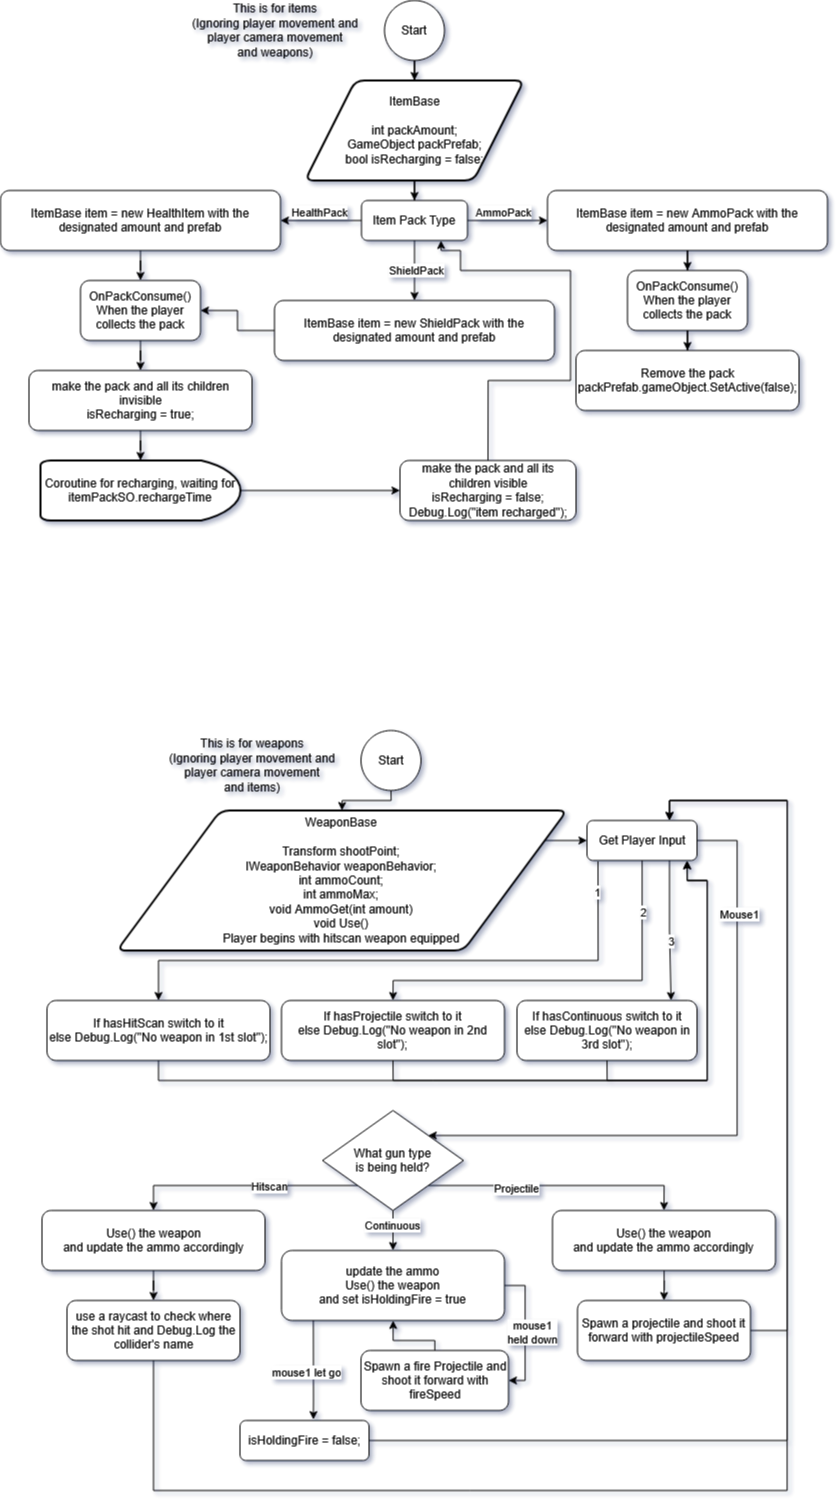 This is for items
(Ignoring player movement and
player camera movement
and weapons)
Start
ItemBase
int packAmount;
GameObject packPrefab;
bool isRecharging = false;
ItemBase item = new HealthItem with the
designated amount and prefab
HealthPack
Item Pack Type
AmmoPack
ItemBase item = new AmmoPack with the
designated amount and prefab
ShieldPack
OnPackConsume()
When the player
collects the pack
ItemBase item = new ShieldPack with the
designated amount and prefab
OnPackConsume()
When the player
collects the pack
make the pack and all its children
invisible
isRecharging = true;
Remove the pack
packPrefab.gameObject.SetActive(false);
Coroutine for recharging, waiting for
itemPackSO.rechargeTime
make the pack and all its
children visible
isRecharging = false;
Debug.Log("item recharged");
This is for weapons
(Ignoring player movement and
player camera movement
and items)
Start
WeaponBase
Transform shootPoint;
IWeaponBehavior weaponBehavior;
int ammoCount;
int ammoMax;
void AmmoGet(int amount)
void Use()
Player begins with hitscan weapon equipped
Get Player Input
1
2
3
Mouse1
If hasHitScan switch to it
else Debug.Log("No weapon in 1st slot");
If hasProjectile switch to it
else Debug.Log("No weapon in 2nd
slot");
If hasContinuous switch to it
else Debug.Log("No weapon in
3rd slot");
What gun type
is being held?
Hitscan
Continuous
Projectile
Use() the weapon
and update the ammo accordingly
update the ammo
Use() the weapon
and set isHoldingFire = true
Use() the weapon
and update the ammo accordingly
use a raycast to check where
the shot hit and Debug.Log the
collider's name
mouse1
held down
Spawn a projectile and shoot it
forward with projectileSpeed
mouse1 let go
Spawn a fire Projectile and
shoot it forward with
fireSpeed
isHoldingFire = false;